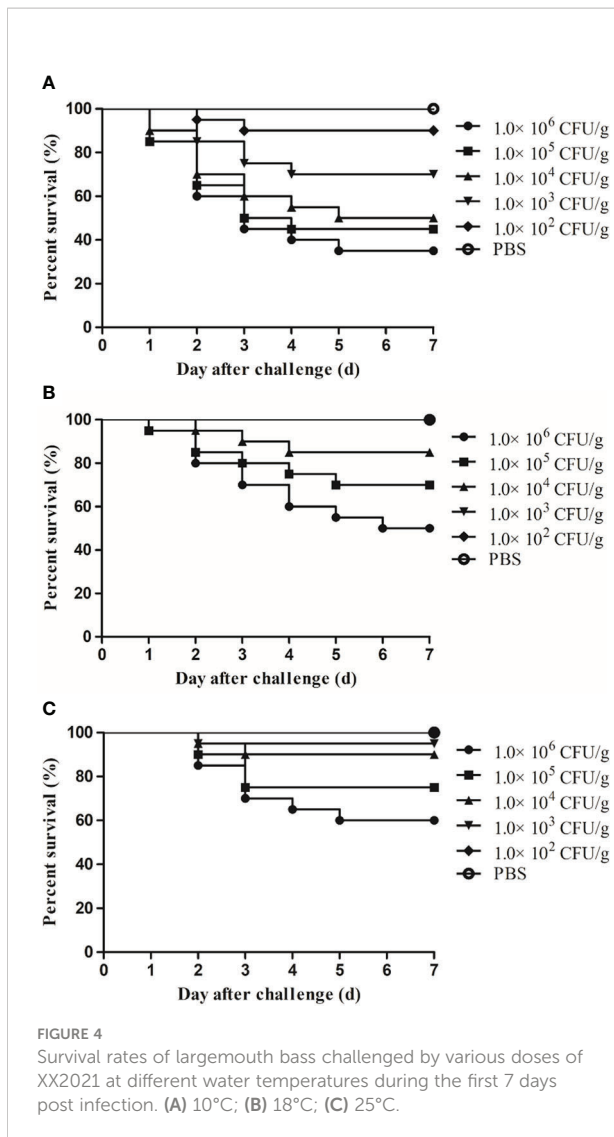 A
Percent survival (%)
100
80
60
40
20
0
0 1 2 3 4 5 6 7
Day after challenge (d)
1.0× 10⁶ CFU/g
1.0× 10⁵ CFU/g
1.0× 10⁴ CFU/g
1.0× 10³ CFU/g
1.0× 10² CFU/g
PBS
B
Percent survival (%)
100
80
60
40
20
0
0 1 2 3 4 5 6 7
Day after challenge (d)
1.0× 10⁶ CFU/g
1.0× 10⁵ CFU/g
1.0× 10⁴ CFU/g
1.0× 10³ CFU/g
1.0× 10² CFU/g
PBS
C
Percent survival (%)
100
80
60
40
20
0
0 1 2 3 4 5 6 7
Day after challenge (d)
1.0× 10⁶ CFU/g
1.0× 10⁵ CFU/g
1.0× 10⁴ CFU/g
1.0× 10³ CFU/g
1.0× 10² CFU/g
PBS
FIGURE 4
Survival rates of largemouth bass challenged by various doses of
XX2021 at different water temperatures during the first 7 days
post infection. (A) 10°C; (B) 18°C; (C) 25°C.